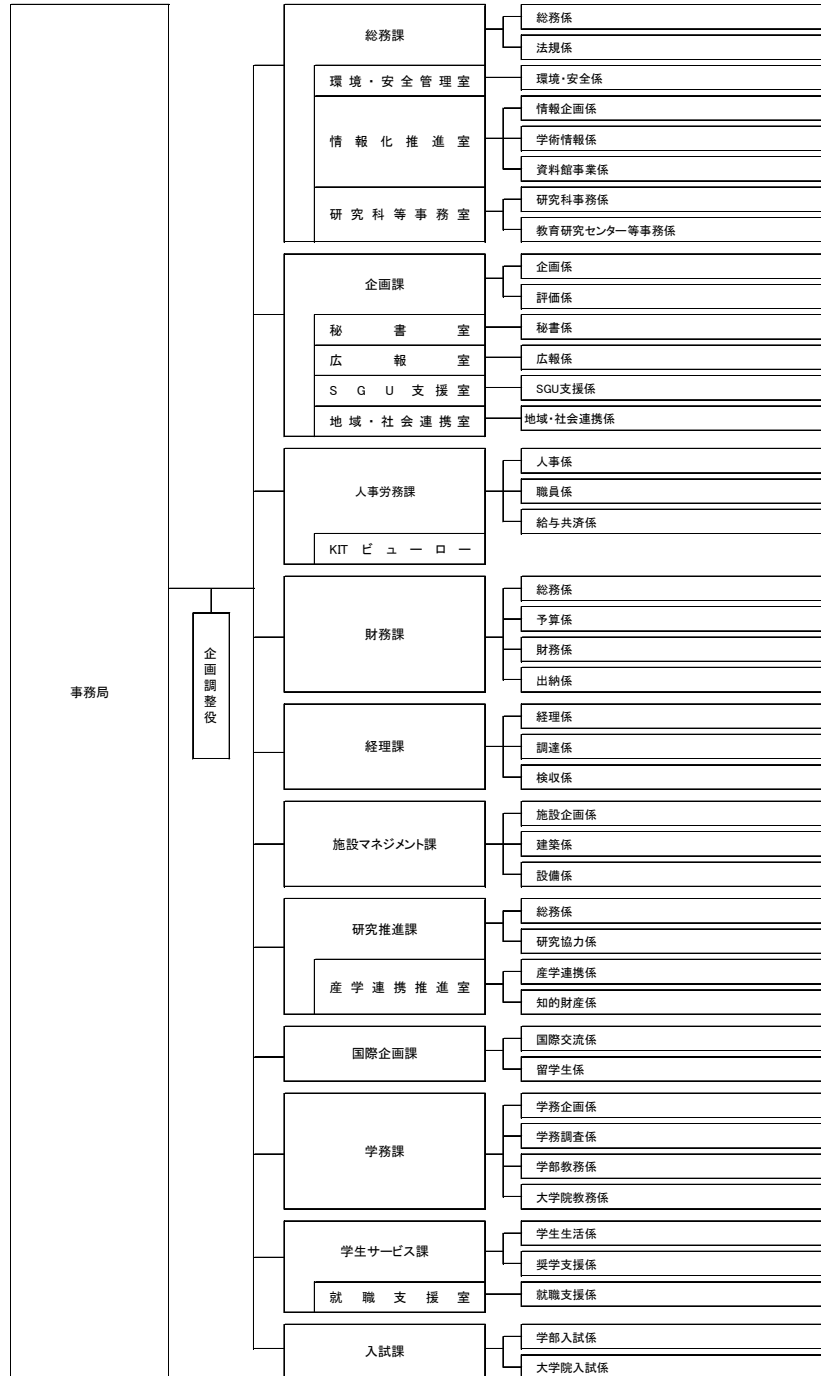 事務局
企画調整役
総務課
総務係
法規係
環境・安全管理室
環境・安全係
情報化推進室
情報企画係
学術情報係
資料館事業係
研究科等事務室
研究科事務係
教育研究センター等事務係
企画課
企画係
評価係
秘書室
秘書係
広報室
広報係
SGU支援室
SGU支援係
地域・社会連携室
地域・社会連携係
人事労務課
人事係
職員係
給与共済係
KITビューロー
財務課
総務係
予算係
財務係
出納係
経理課
経理係
調達係
検収係
施設マネジメント課
施設企画係
建築係
設備係
研究推進課
総務係
研究協力係
産学連携推進室
産学連携係
知的財産係
国際企画課
国際交流係
留学生係
学務課
学務企画係
学務調査係
学部教務係
大学院教務係
学生サービス課
学生生活係
奨学支援係
就職支援室
就職支援係
入試課
学部入試係
大学院入試係